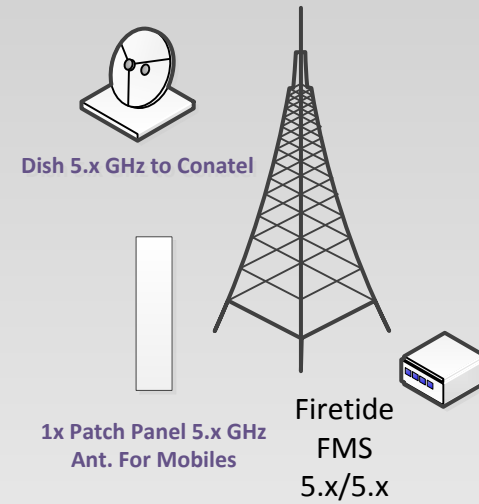 Dish 5.x GHz to Conatel
1x Patch Panel 5.x GHz
Ant. For Mobiles
Firetide
FMS
5.x/5.x